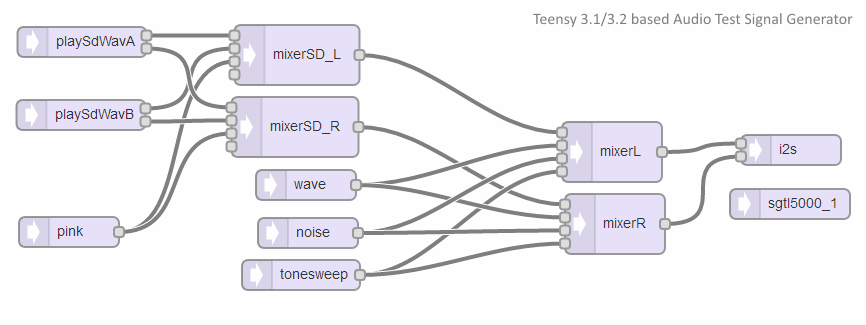 Teensy 3.1/3.2 based Audio Test Signal Generator
playSdWavA
mixerSD_L
playSdWavB
mixerSD_R
mixerL
i2s
wave
sgtl5000_1
pink
noise
mixerR
tonesweep